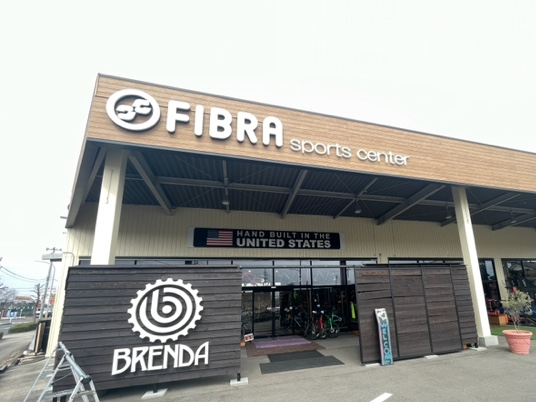 FIBRA sports center
HAND BUILT IN THE
UNITED STATES
b
BRENDA